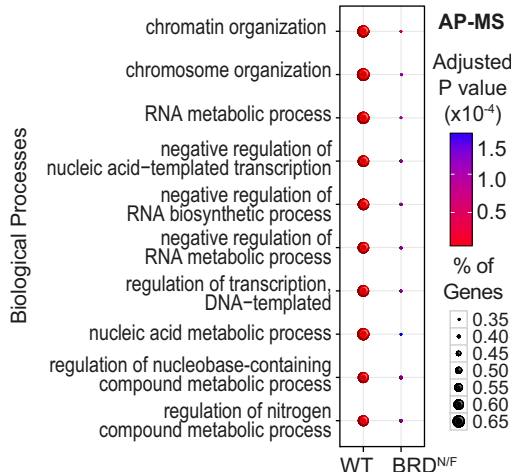 AP-MS
Biological Processes
chromatin organization
chromosome organization
RNA metabolic process
negative regulation of
nucleic acid−templated transcription
negative regulation of
RNA biosynthetic process
negative regulation of
RNA metabolic process
regulation of transcription,
DNA−templated
nucleic acid metabolic process
regulation of nucleobase-containing
compound metabolic process
regulation of nitrogen
compound metabolic process
WT
BRDN/F
Adjusted
P value
(x10-4)
1.5
1.0
0.5
% of
Genes
0.35
0.40
0.45
0.50
0.55
0.60
0.65